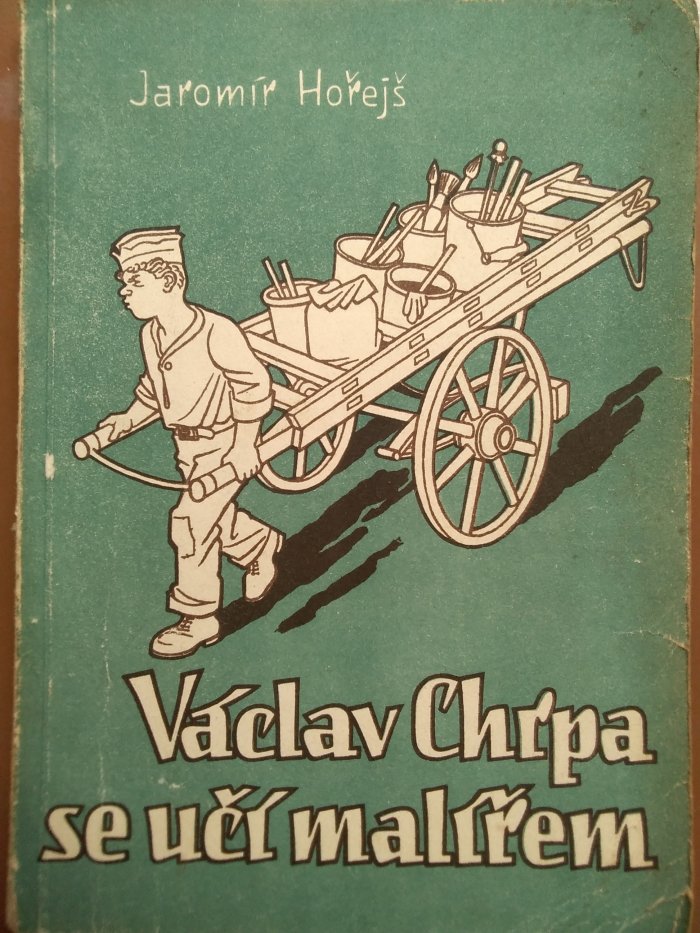 Jaromír Hořejš
Václav Chrpa
se učí malířem